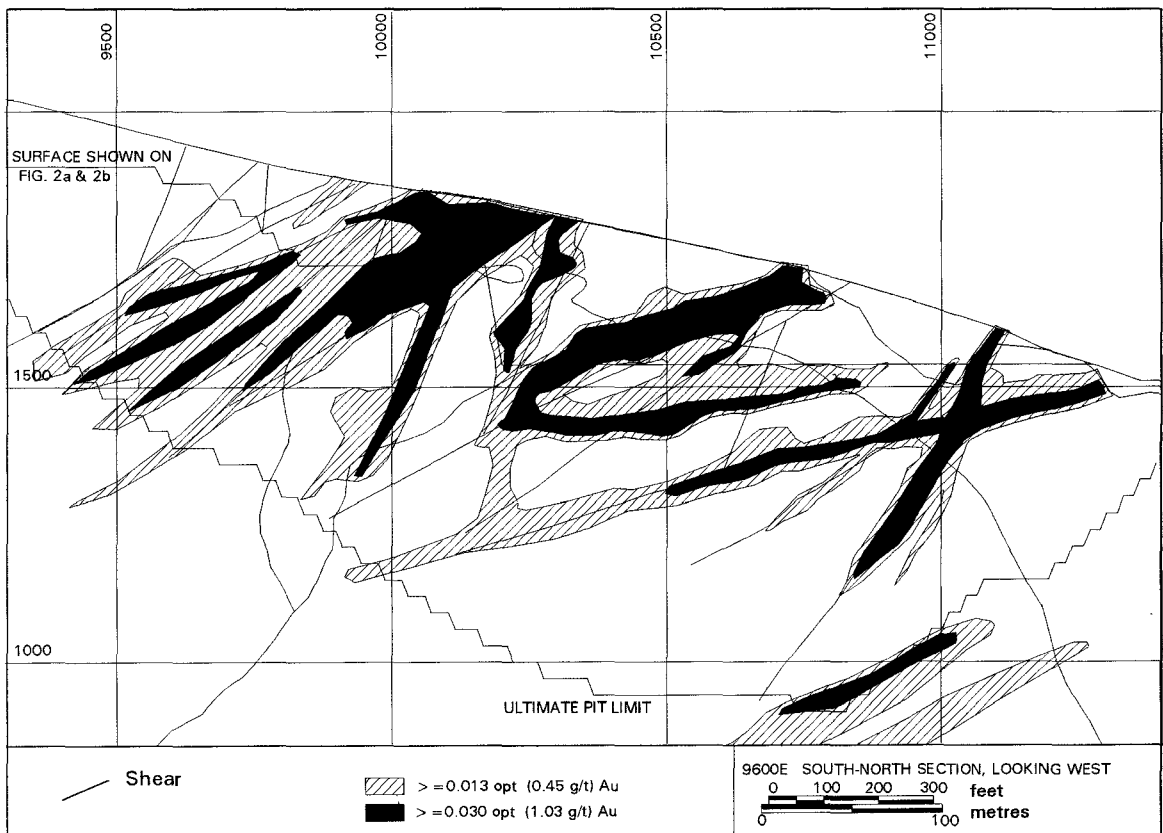 9500
10000
10500
11000
SURFACE SHOWN ON
FIG. 2a & 2b
1500
1000
ULTIMATE PIT LIMIT
Shear
>=0.013 opt (0.45 g/t) Au
>=0.030 opt (1.03 g/t) Au
9600E SOUTH-NORTH SECTION, LOOKING WEST
0 100 200 300 feet
metres
0 100